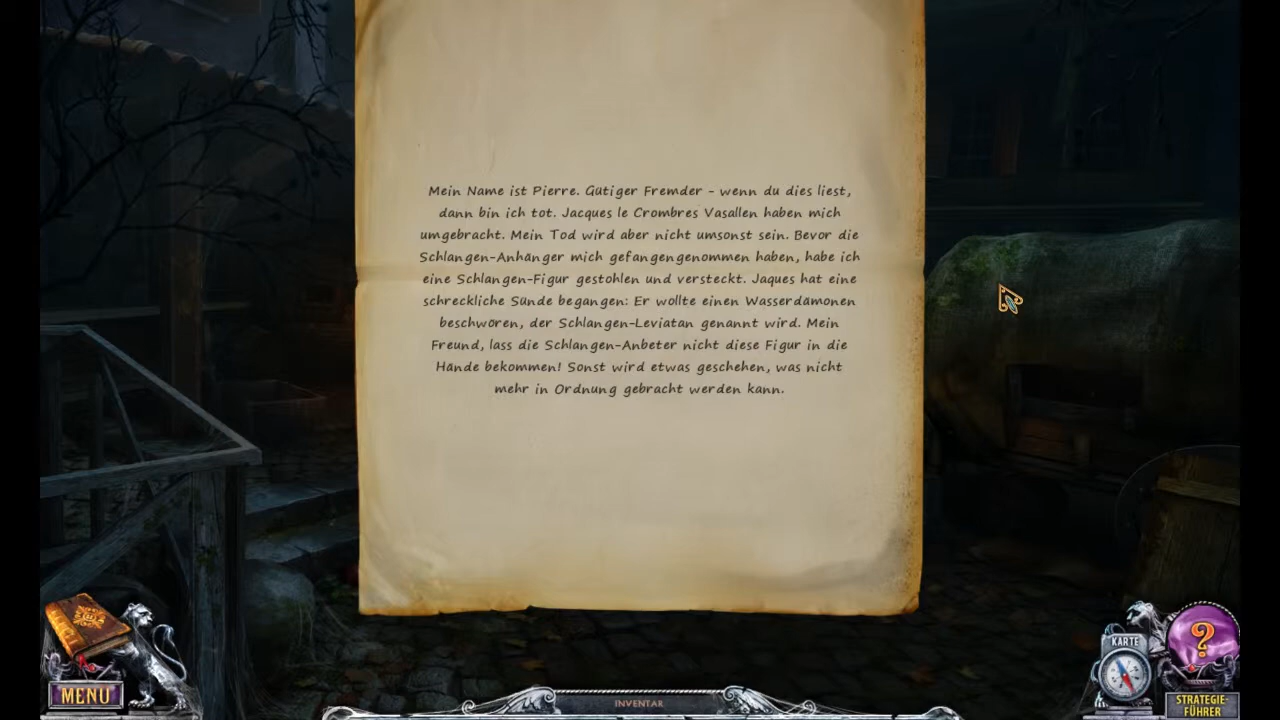 Mein Name ist Pierre. Gütiger Fremder - wenn du dies liest,
dann bin ich tot. Jacques le Crombres Vasallen haben mich
umgebracht. Mein Tod wird aber nicht umsonst sein. Bevor die
Schlangen-Anhänger mich gefangengenommen haben, habe ich
eine Schlangen-Figur gestohlen und versteckt. Jaques hat eine
schreckliche Sünde begangen: Er wollte einen Wasserdämonen
beschwören, der Schlangen-Leviatan genannt wird. Mein
Freund, lass die Schlangen-Anbeter nicht diese Figur in die
Hände bekommen! Sonst wird etwas geschehen, was nicht
mehr in Ordnung gebracht werden kann.
KARTE
?
MENU
INVENTAR
STRATEGIE-
FÜHRER